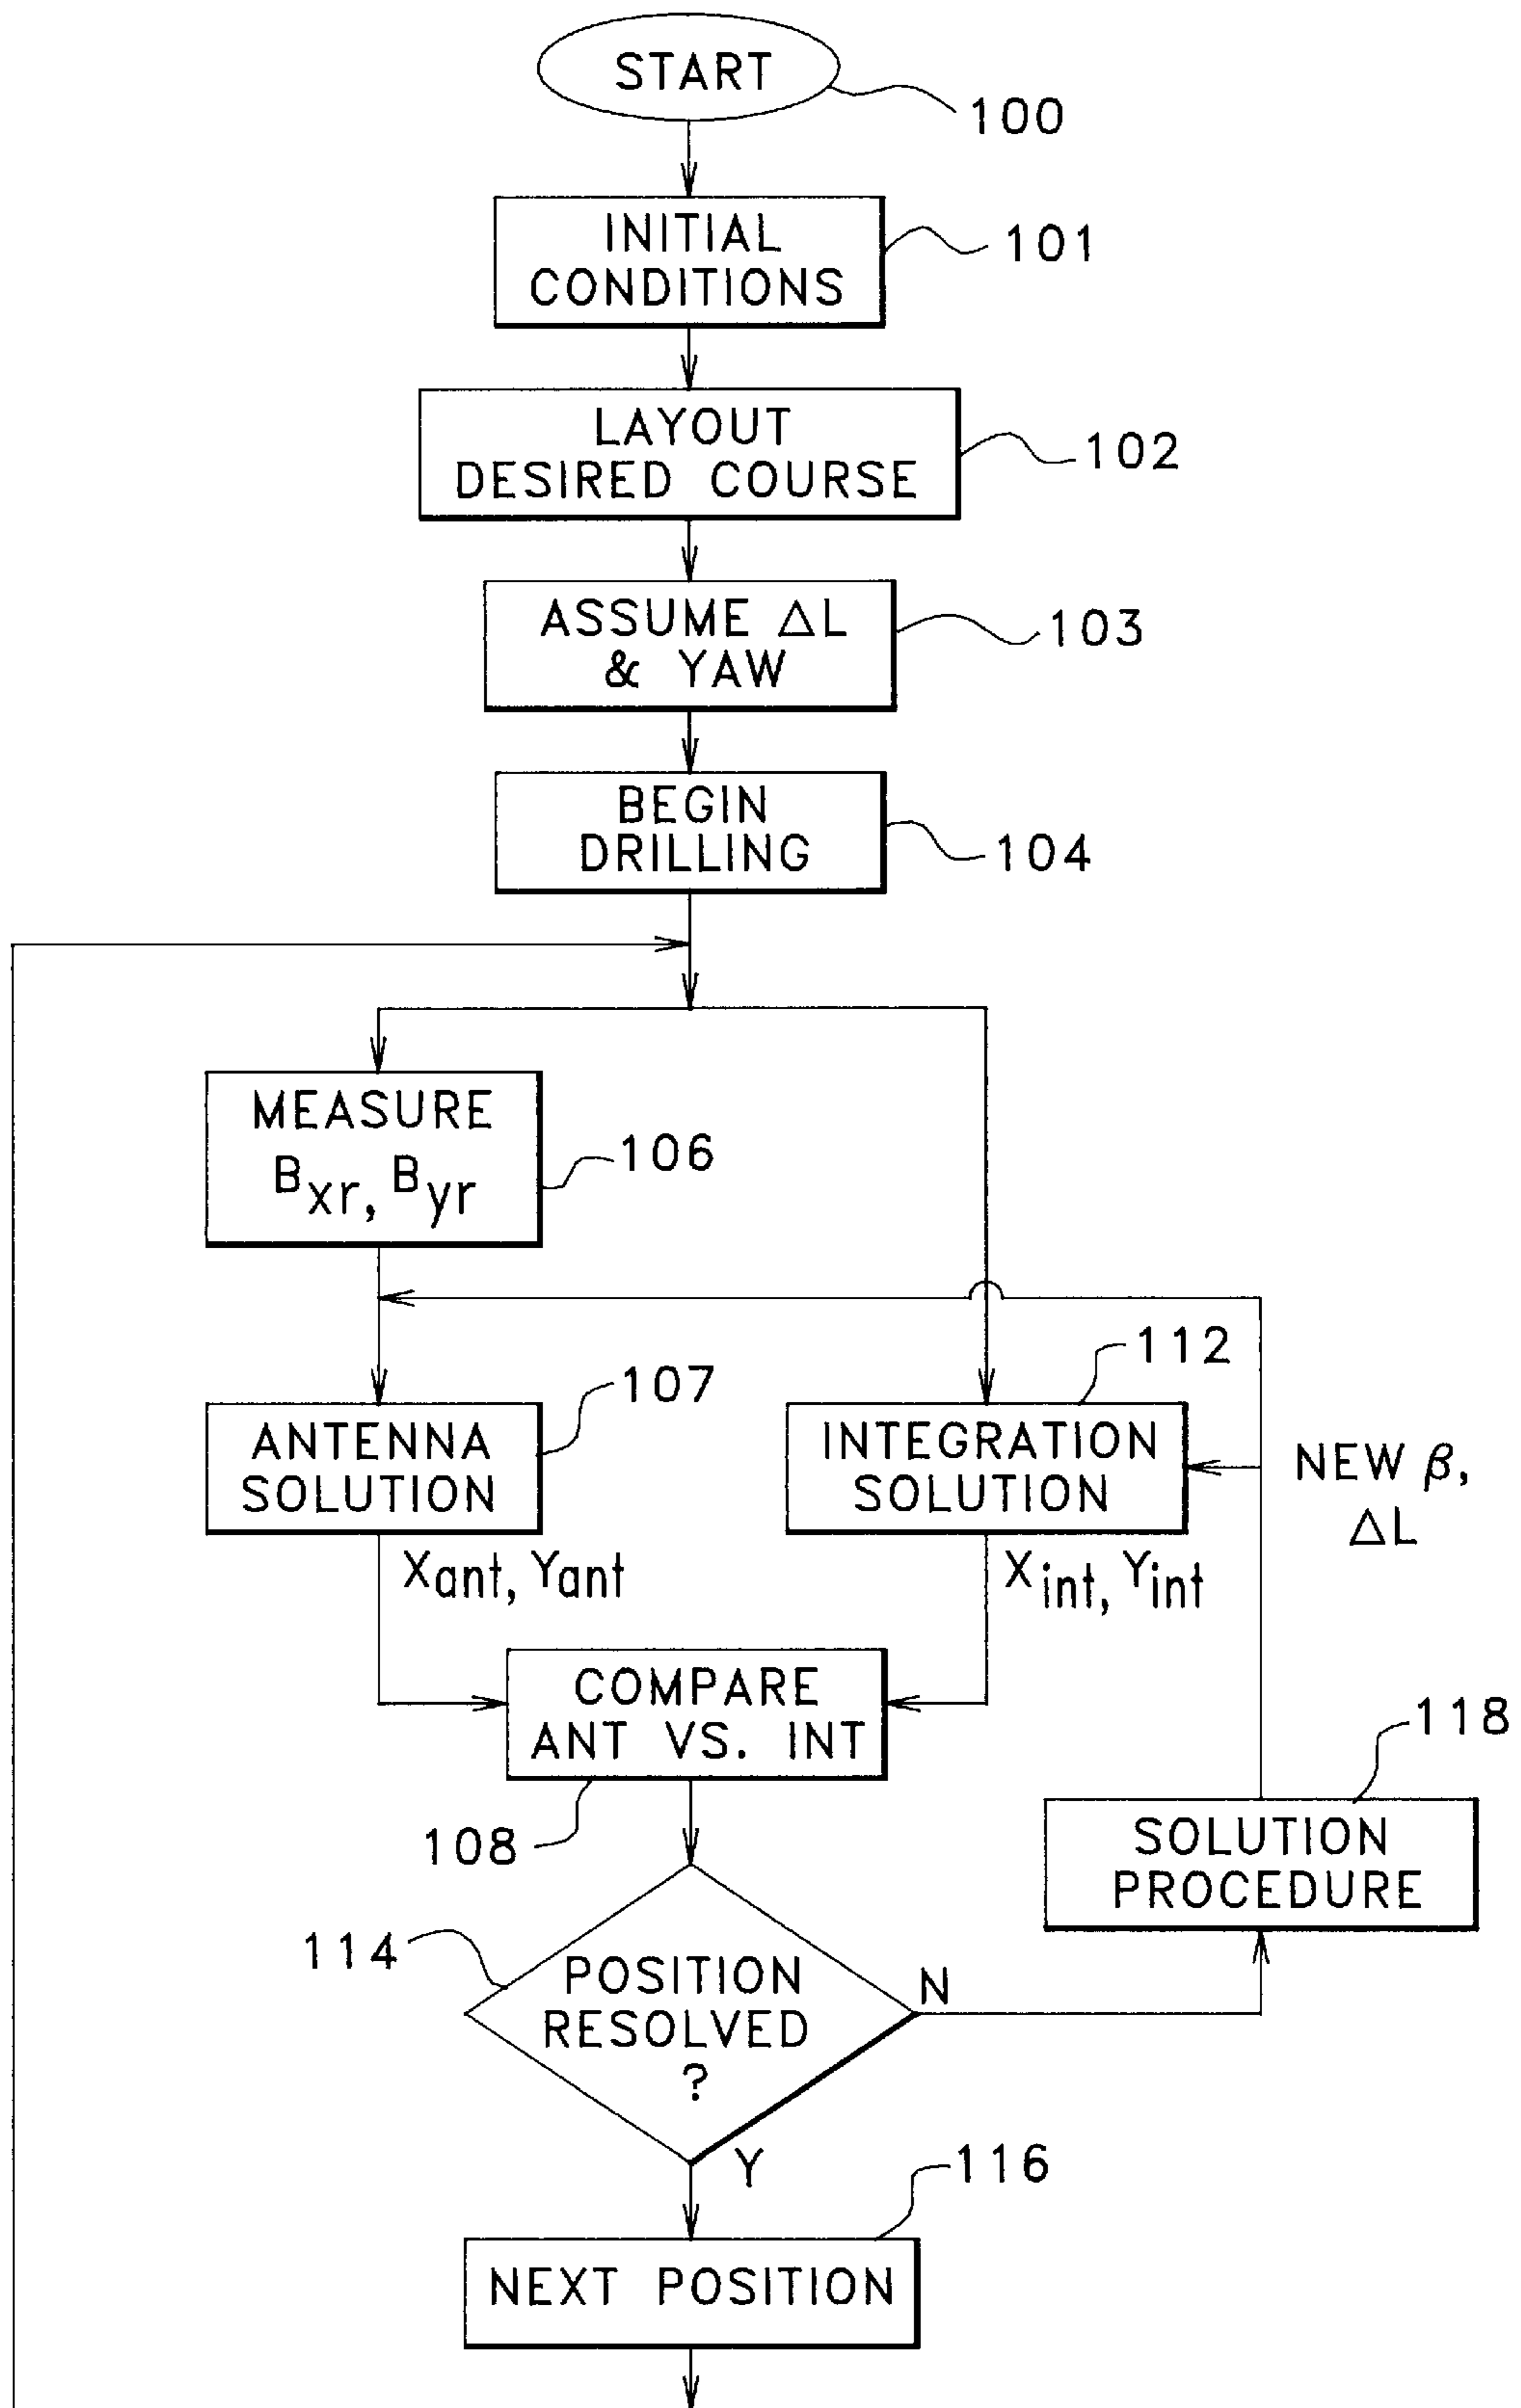 START
100
INITIAL
CONDITIONS
101
LAYOUT
DESIRED COURSE
102
ASSUME ΔL
& YAW
103
BEGIN
DRILLING
104
MEASURE
Bxr, Byr
106
ANTENNA
SOLUTION
107
INTEGRATION
SOLUTION
112
NEW β,
ΔL
Xant, Yant
Xint, Yint
COMPARE
ANT VS. INT
108
118
SOLUTION
PROCEDURE
114
POSITION
RESOLVED
?
N
Y
116
NEXT POSITION